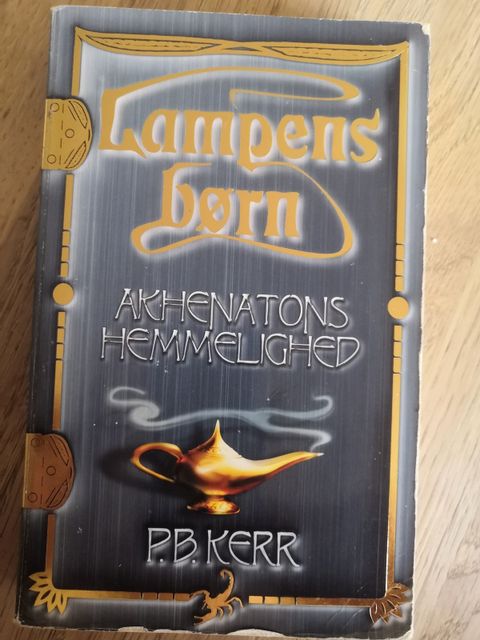 Lampens
børn
AKHENATONS
HEMMELIGHED
P.B. KERR